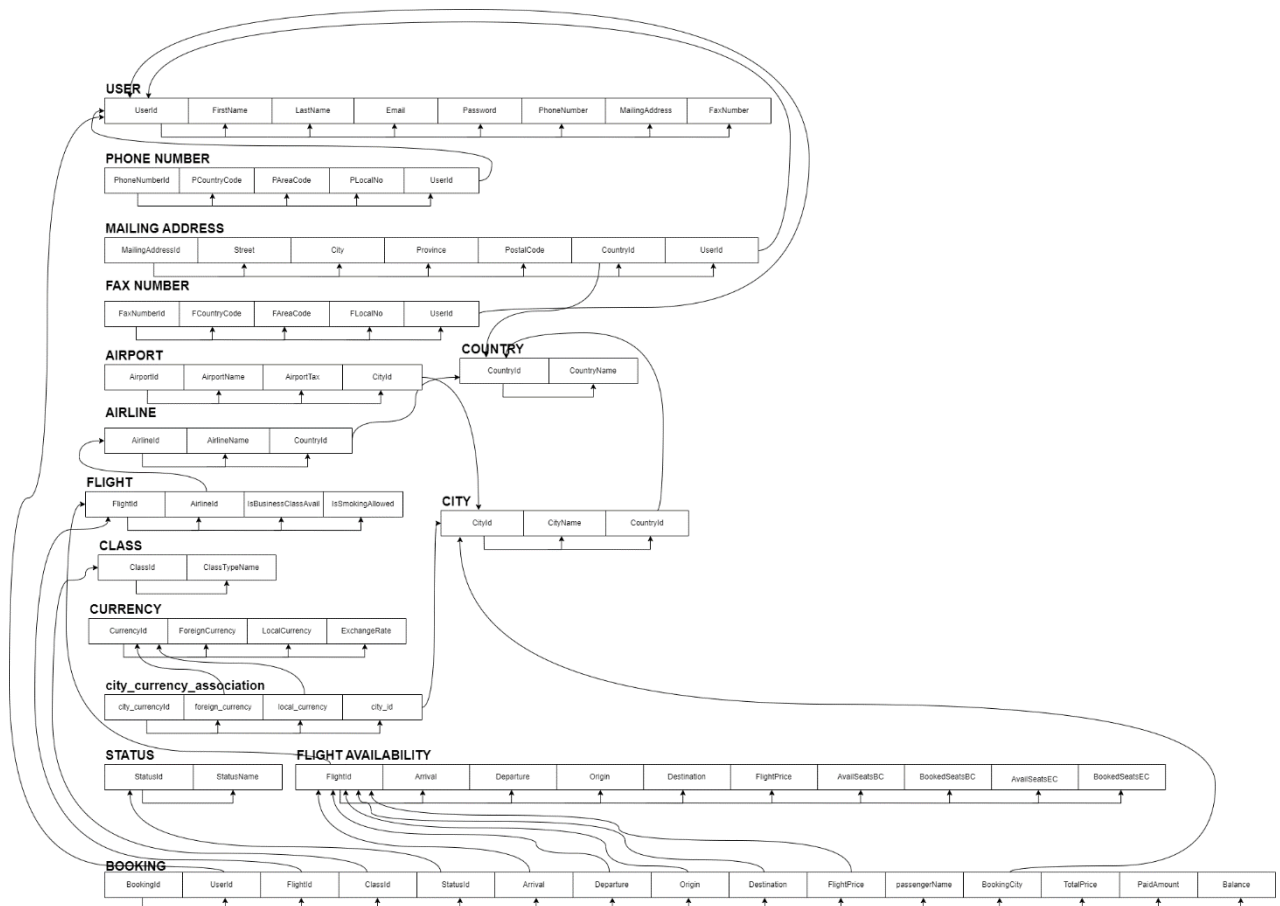 USER
UserId FirstName LastName Email Password PhoneNumber MailingAddress FaxNumber
PHONE NUMBER
PhoneNumberId PCountryCode PAreaCode PLocalNo UserId
MAILING ADDRESS
MailingAddressId Street City Province PostalCode CountryId UserId
FAX NUMBER
FaxNumberId FCountryCode FAreaCode FLocalNo UserId
AIRPORT
AirportId AirportName AirportTax CityId
COUNTRY
CountryId CountryName
AIRLINE
AirlineId AirlineName CountryId
FLIGHT
FlightId AirlineId IsBusinessClassAvail IsSmokingAllowed
CITY
CityId CityName CountryId
CLASS
ClassId ClassTypeName
CURRENCY
CurrencyId ForeignCurrency LocalCurrency ExchangeRate
city_currency_association
city_currencyId foreign_currency local_currency city_id
STATUS
StatusId StatusName
FLIGHT AVAILABILITY
FlightId Arrival Departure Origin Destination FlightPrice AvailSeatsBC BookedSeatsBC AvailSeatsEC BookedSeatsEC
BOOKING
BookingId UserId FlightId ClassId StatusId Arrival Departure Origin Destination FlightPrice passengerName BookingCity TotalPrice PaidAmount Balance